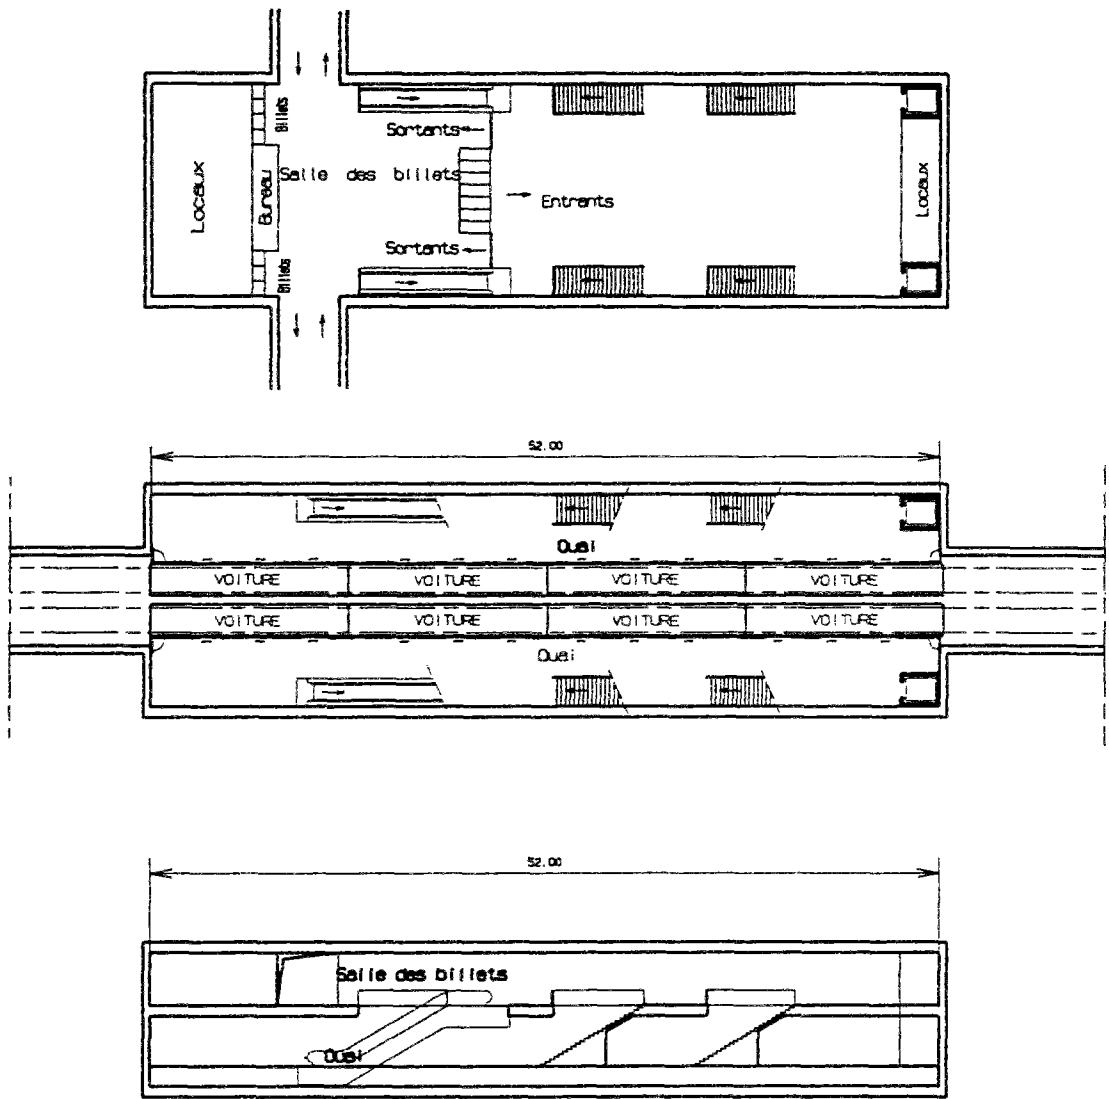 Billets
Sortants
Salle des billets
Locaux
Bureau
Entrants
Locaux
Sortants
Billets
52.00
Quai
VOITURE VOITURE VOITURE VOITURE
VOITURE VOITURE VOITURE VOITURE
Quai
52.00
Salle des billets
Quai